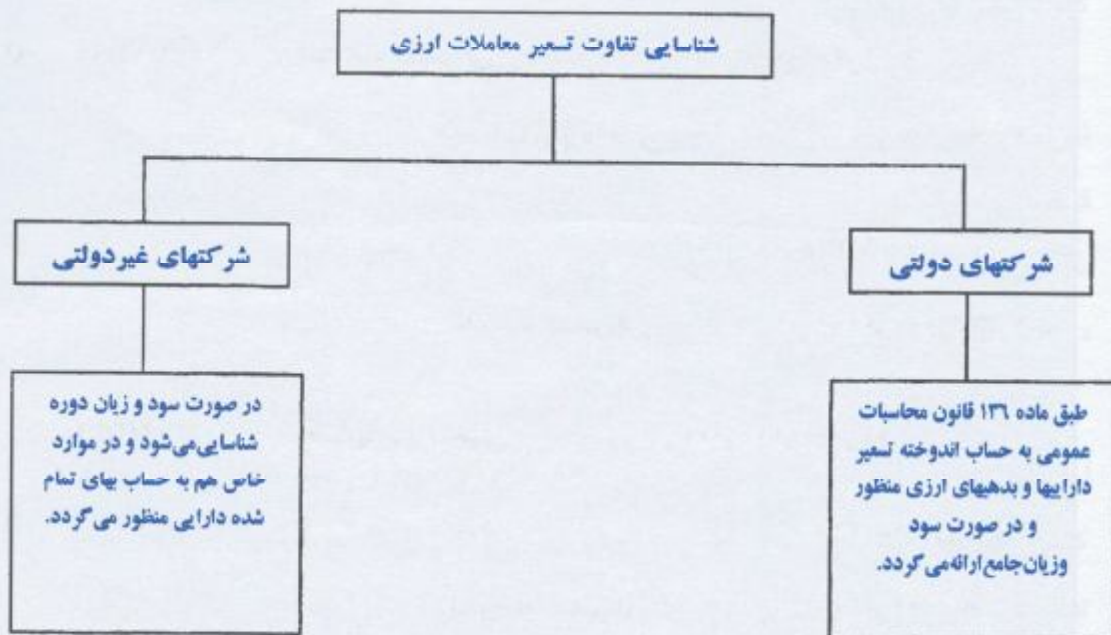 شناسایی تفاوت تسعیر معاملات ارزی
شرکتهای دولتی
شرکتهای غیردولتی
طبق ماده ۱۳٦ قانون محاسبات
عمومی به حساب اندوخته تسعیر
داراییها و بدهیهای ارزی منظور
و در صورت سود
وزیان‌جامع‌ارائه‌می‌گردد.
در صورت سود و زیان دوره
شناسایی‌می‌شود و در موارد
خاص هم به حساب بهای تمام
شده دارایی منظور می‌گردد.